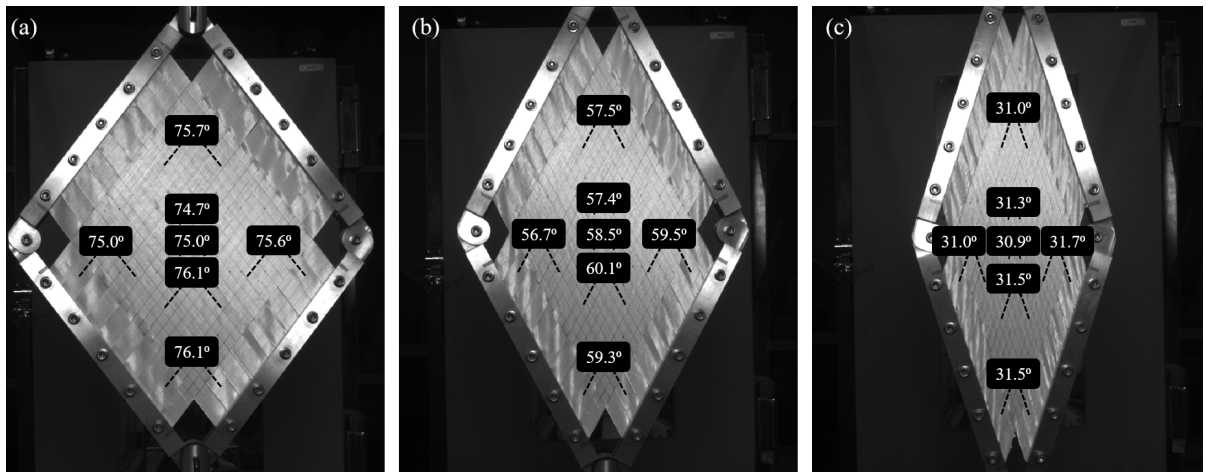 (a)
75.7º
74.7º
75.0º
75.0º
75.6º
76.1º
76.1º
(b)
57.5º
57.4º
56.7º
58.5º
59.5º
60.1º
59.3º
(c)
31.0º
31.3º
31.0º
30.9º
31.7º
31.5º
31.5º